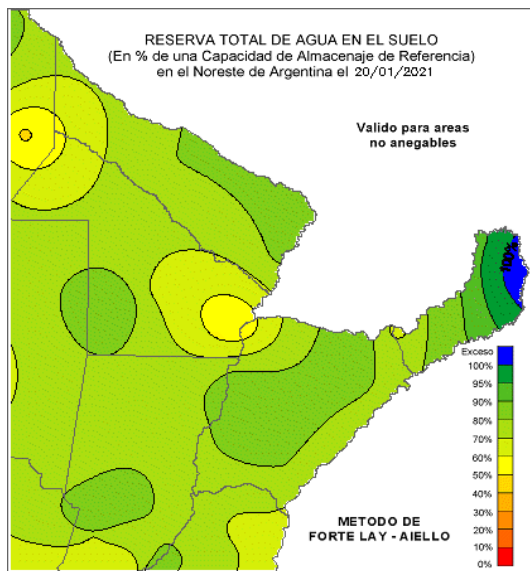 RESERVA TOTAL DE AGUA EN EL SUELO
(En % de una Capacidad de Almacenaje de Referencia)
en el Noreste de Argentina el 20/01/2021
Valido para areas
no anegables
100%
Exceso
100%
95%
90%
80%
70%
60%
50%
40%
30%
20%
10%
0%
METODO DE
FORTE LAY - AIELLO